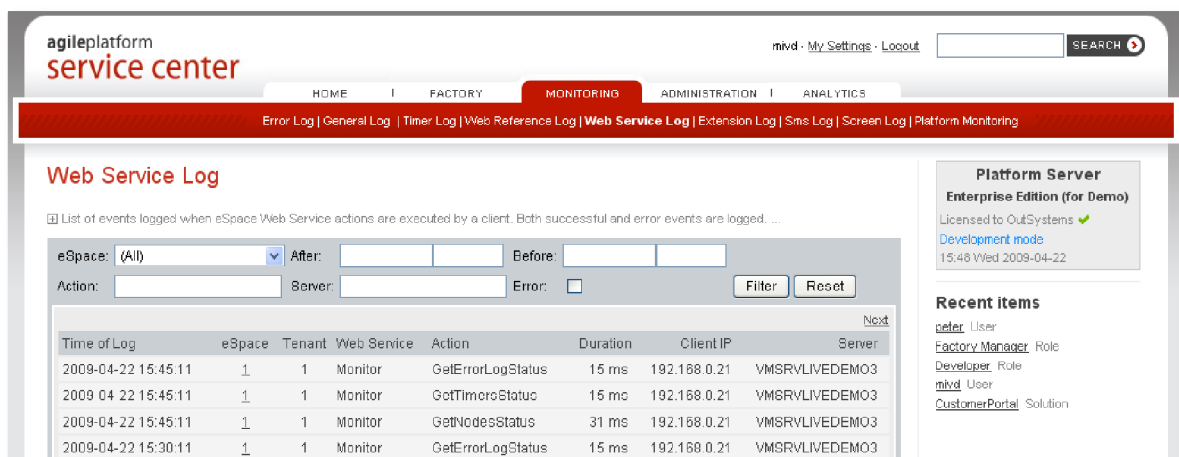 agileplatform
service center
mivd · My Settings · Logout
SEARCH
HOME | FACTORY MONITORING ADMINISTRATION | ANALYTICS
Error Log | General Log | Timer Log | Web Reference Log | Web Service Log | Extension Log | Sms Log | Screen Log | Platform Monitoring
Web Service Log
List of events logged when eSpace Web Service actions are executed by a client. Both successful and error events are logged. ...
eSpace: (All) After: Before:
Action: Server: Error: Filter Reset
Next
Time of Log eSpace Tenant Web Service Action Duration Client IP Server
2009-04-22 15:45:11 1 1 Monitor GetErrorLogStatus 15 ms 192.168.0.21 VMSRVLIVEDEMO3
2009-04-22 15:45:11 1 1 Monitor GetTimersStatus 15 ms 192.168.0.21 VMSRVLIVEDEMO3
2009-04-22 15:45:11 1 1 Monitor GetNodesStatus 31 ms 192.168.0.21 VMSRVLIVEDEMO3
2009-04-22 15:30:11 1 1 Monitor GetErrorLogStatus 15 ms 192.168.0.21 VMSRVLIVEDEMO3
Platform Server
Enterprise Edition (for Demo)
Licensed to OutSystems
Development mode
15:48 Wed 2009-04-22
Recent items
peter User
Factory Manager Role
Developer Role
mivd User
CustomerPortal Solution